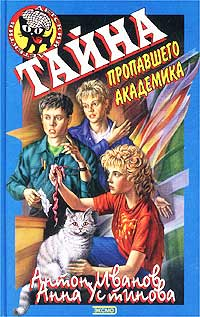 ТАЙНА
ПРОПАВШЕГО
АКАДЕМИКА
Антон Иванов
Анна Устинова
ЭКСМО